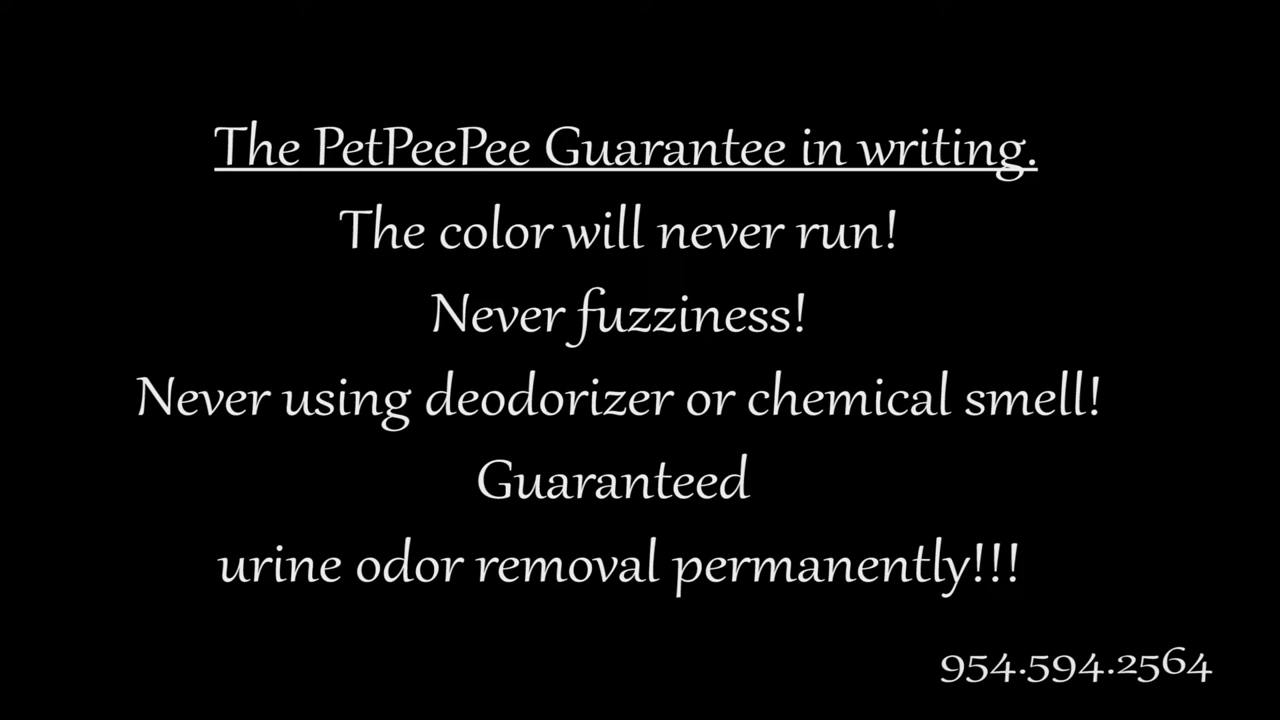 The PetPeePee Guarantee in writing.
The color will never run!
Never fuzziness!
Never using deodorizer or chemical smell!
Guaranteed
urine odor removal permanently!!!
954.594.2564